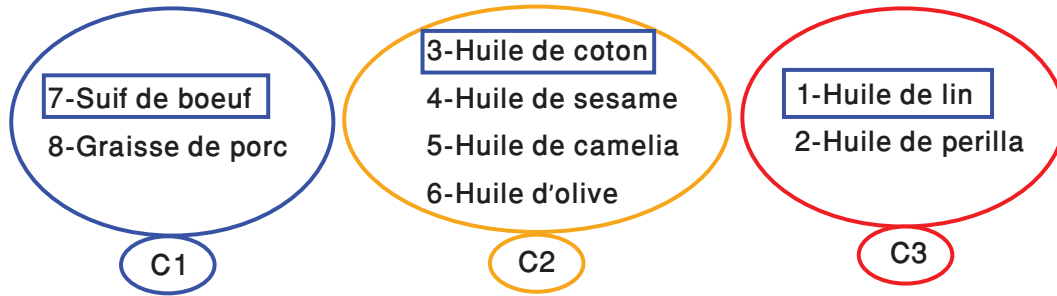 7-Suif de boeuf
8-Graisse de porc
C1
3-Huile de coton
4-Huile de sesame
5-Huile de camelia
6-Huile d'olive
C2
1-Huile de lin
2-Huile de perilla
C3